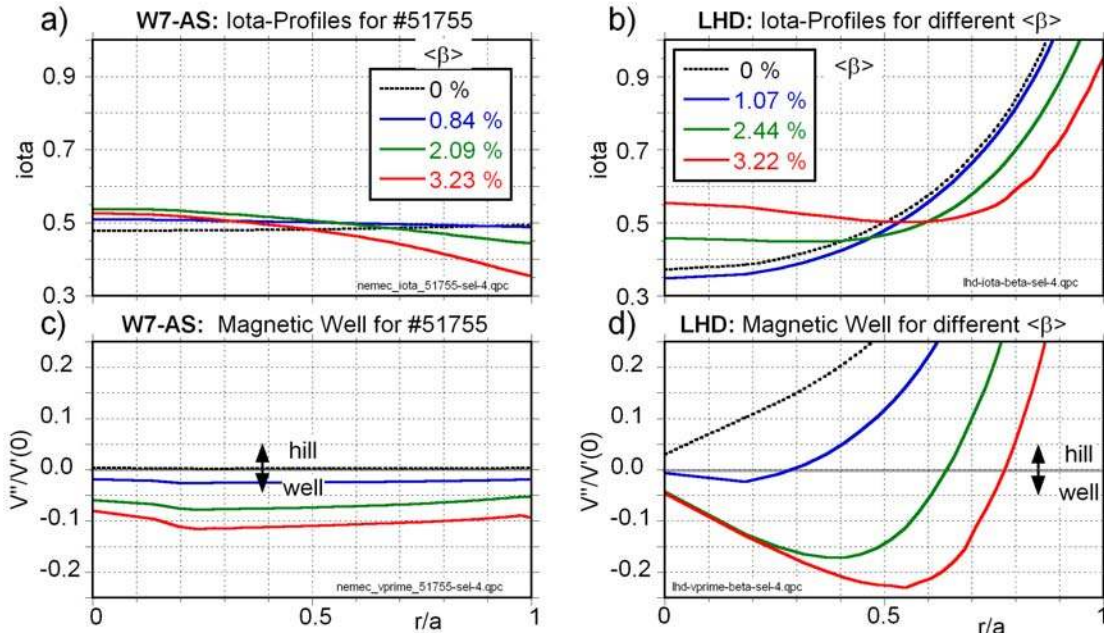 a) W7-AS: Iota-Profiles for #51755
<β>
0 %
0.84 %
2.09 %
3.23 %
0.9
0.7
0.5
0.3
iota
nemec_iota_51755-sel-4.qpc
b) LHD: Iota-Profiles for different <β>
<β>
0 %
1.07 %
2.44 %
3.22 %
0.9
0.7
0.5
0.3
iota
lhd-iota-beta-sel-4.qpc
c) W7-AS: Magnetic Well for #51755
0.2
0.1
0.0
-0.1
-0.2
V''/V'(0)
hill
well
nemec_vprime_51755-sel-4.qpc
0 0.5 1
r/a
d) LHD: Magnetic Well for different <β>
0.2
0.1
0.0
-0.1
-0.2
V''/V'(0)
hill
well
lhd-vprime-beta-sel-4.qpc
0 0.5 1
r/a